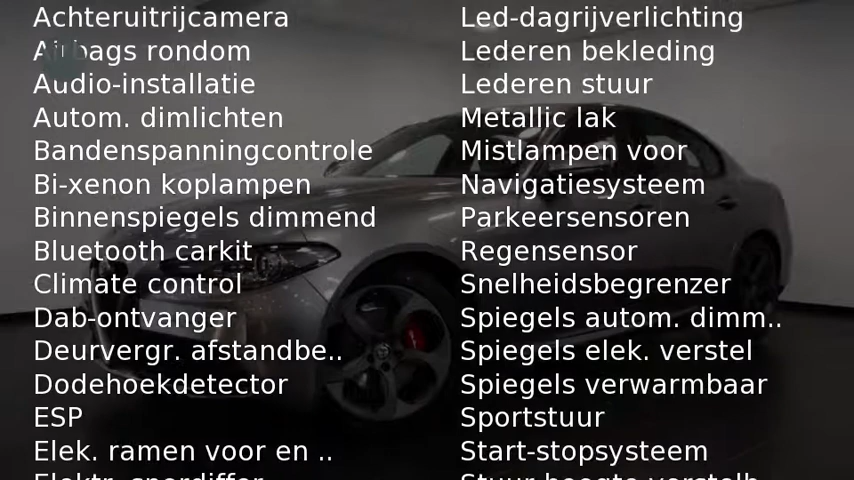 Achteruitrijcamera
Airbags rondom
Audio-installatie
Autom. dimlichten
Bandenspanningcontrole
Bi-xenon koplampen
Binnenspiegels dimmend
Bluetooth carkit
Climate control
Dab-ontvanger
Deurvergr. afstandbe..
Dodehoekdetector
ESP
Elek. ramen voor en ..
Led-dagrijverlichting
Lederen bekleding
Lederen stuur
Metallic lak
Mistlampen voor
Navigatiesysteem
Parkeersensoren
Regensensor
Snelheidsbegrenzer
Spiegels autom. dimm..
Spiegels elek. verstel
Spiegels verwarmbaar
Sportstuur
Start-stopsysteem